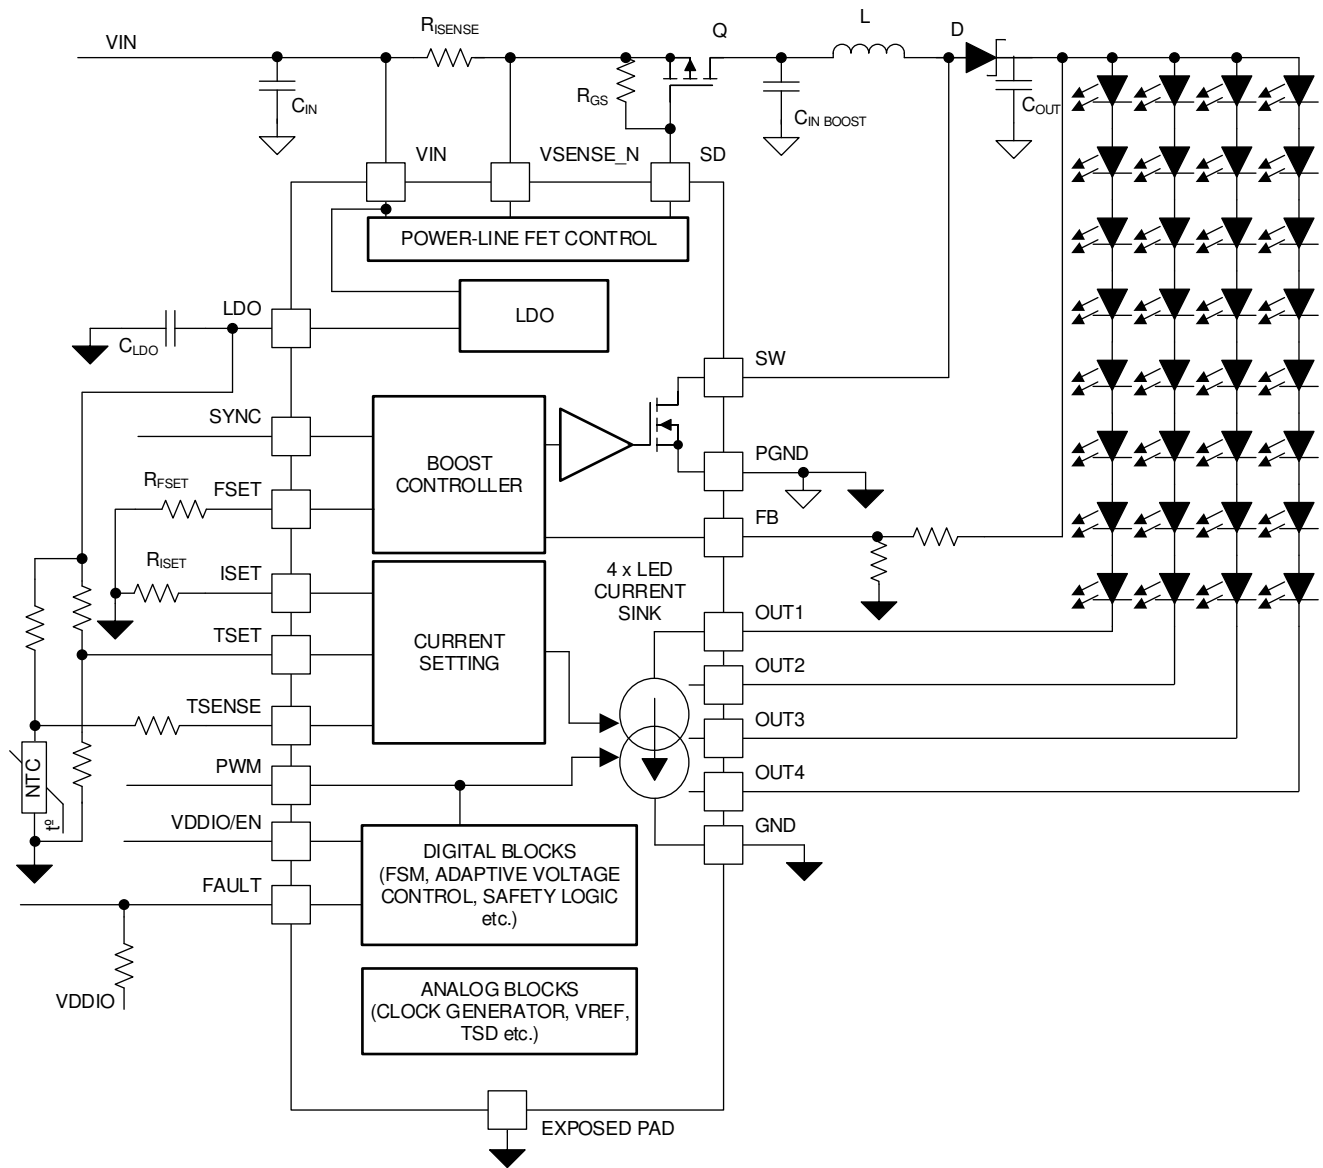 L
D
Q
RISENSE
VIN
CIN
RGS
CIN BOOST
COUT
VIN
VSENSE_N
SD
POWER-LINE FET CONTROL
LDO
LDO
CLDO
SW
SYNC
BOOST
CONTROLLER
PGND
RFSET
FSET
FB
RISET
ISET
4 x LED
CURRENT
SINK
OUT1
TSET
CURRENT
SETTING
OUT2
TSENSE
OUT3
NTC
tº
PWM
OUT4
VDDIO/EN
GND
DIGITAL BLOCKS
(FSM, ADAPTIVE VOLTAGE
CONTROL, SAFETY LOGIC
etc.)
FAULT
VDDIO
ANALOG BLOCKS
(CLOCK GENERATOR, VREF,
TSD etc.)
EXPOSED PAD